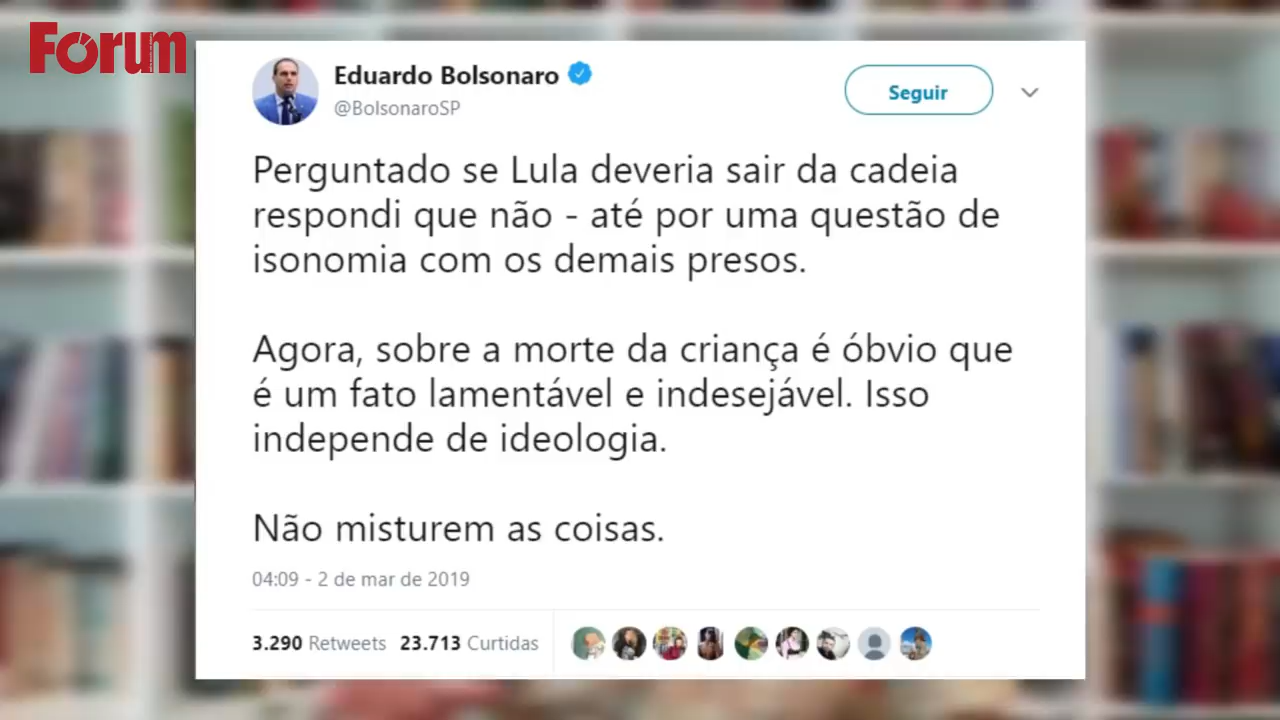 Forum
Eduardo Bolsonaro
@BolsonaroSP
Seguir
Perguntado se Lula deveria sair da cadeia
respondi que não - até por uma questão de
isonomia com os demais presos.
Agora, sobre a morte da criança é óbvio que
é um fato lamentável e indesejável. Isso
independe de ideologia.
Não misturem as coisas.
04:09 - 2 de mar de 2019
3.290 Retweets 23.713 Curtidas